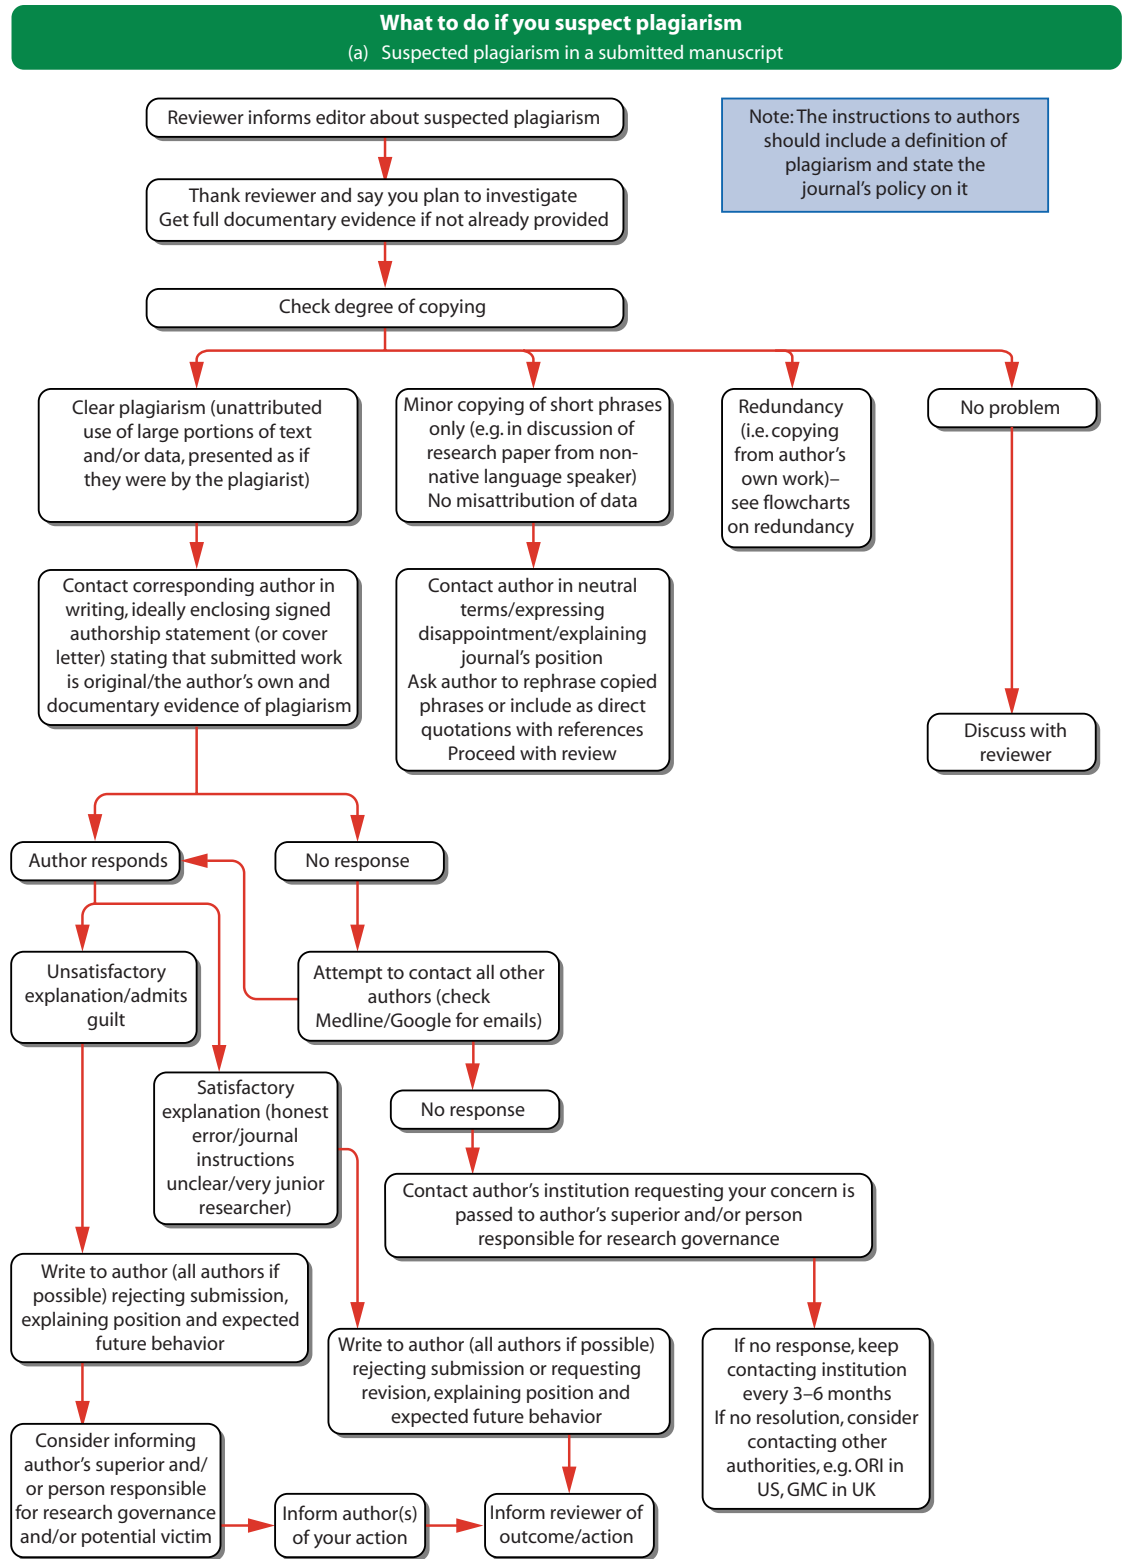 What to do if you suspect plagiarism
(a) Suspected plagiarism in a submitted manuscript
Reviewer informs editor about suspected plagiarism
Note: The instructions to authors
should include a definition of
plagiarism and state the
journal's policy on it
Thank reviewer and say you plan to investigate
Get full documentary evidence if not already provided
Check degree of copying
Clear plagiarism (unattributed
use of large portions of text
and/or data, presented as if
they were by the plagiarist)
Minor copying of short phrases
only (e.g. in discussion of
research paper from non-
native language speaker)
No misattribution of data
Redundancy
(i.e. copying
from author's
own work)–
see flowcharts
on redundancy
No problem
Contact corresponding author in
writing, ideally enclosing signed
authorship statement (or cover
letter) stating that submitted work
is original/the author's own and
documentary evidence of plagiarism
Contact author in neutral
terms/expressing
disappointment/explaining
journal's position
Ask author to rephrase copied
phrases or include as direct
quotations with references
Proceed with review
Discuss with
reviewer
Author responds
No response
Unsatisfactory
explanation/admits
guilt
Attempt to contact all other
authors (check
Medline/Google for emails)
Satisfactory
explanation (honest
error/journal
instructions
unclear/very junior
researcher)
No response
Contact author's institution requesting your concern is
passed to author's superior and/or person
responsible for research governance
Write to author (all authors if
possible) rejecting submission,
explaining position and expected
future behavior
Write to author (all authors if possible)
rejecting submission or requesting
revision, explaining position and
expected future behavior
If no response, keep
contacting institution
every 3–6 months
If no resolution, consider
contacting other
authorities, e.g. ORI in
US, GMC in UK
Consider informing
author's superior and/
or person responsible
for research governance
and/or potential victim
Inform author(s)
of your action
Inform reviewer of
outcome/action